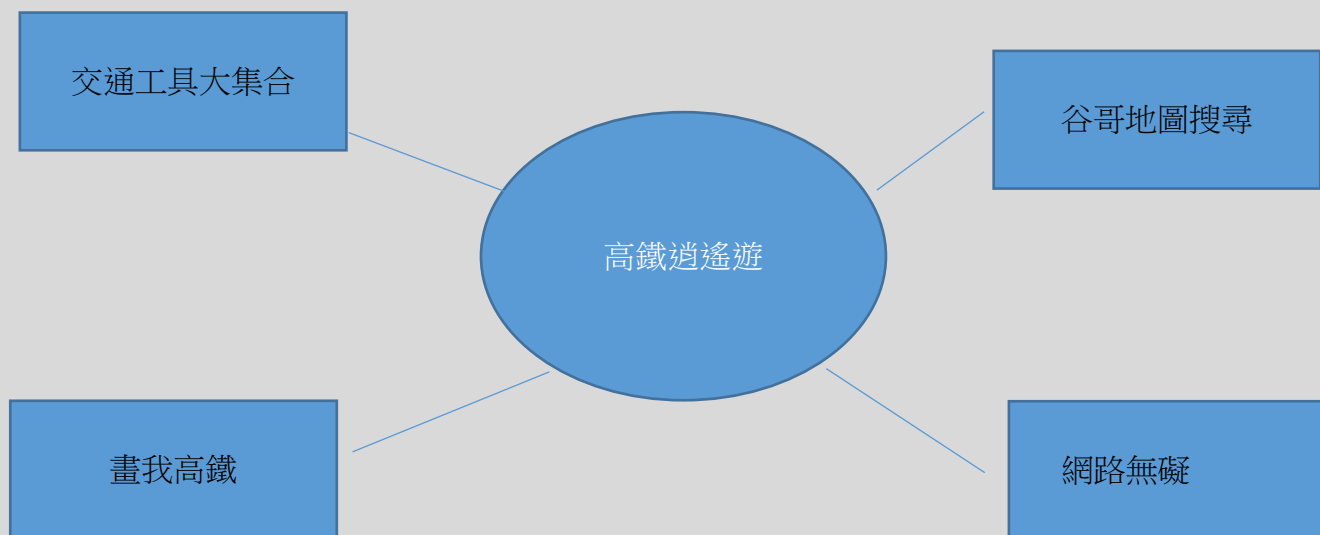 交通工具大集合
谷哥地圖搜尋
高鐵逍遙遊
畫我高鐵
網路無礙